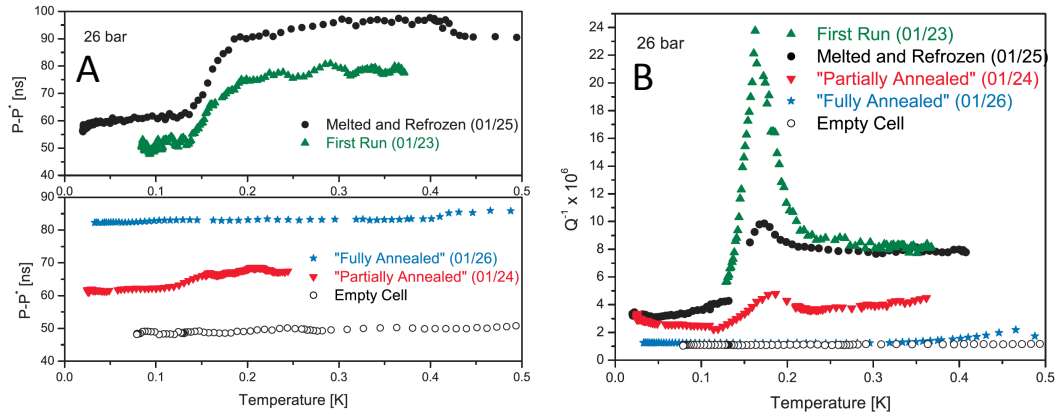 26 bar
A
P-P* [ns]
100
90
80
70
60
50
40
Melted and Refrozen (01/25)
First Run (01/23)
0.0 0.1 0.2 0.3 0.4 0.5
Temperature [K]
P-P* [ns]
90
80
70
60
50
40
"Fully Annealed" (01/26)
"Partially Annealed" (01/24)
Empty Cell
0.0 0.1 0.2 0.3 0.4 0.5
Temperature [K]
26 bar
B
Q⁻¹ x 10⁶
24
22
20
18
16
14
12
10
8
6
4
2
0
First Run (01/23)
Melted and Refrozen (01/25)
"Partially Annealed" (01/24)
"Fully Annealed" (01/26)
Empty Cell
0.0 0.1 0.2 0.3 0.4 0.5
Temperature [K]